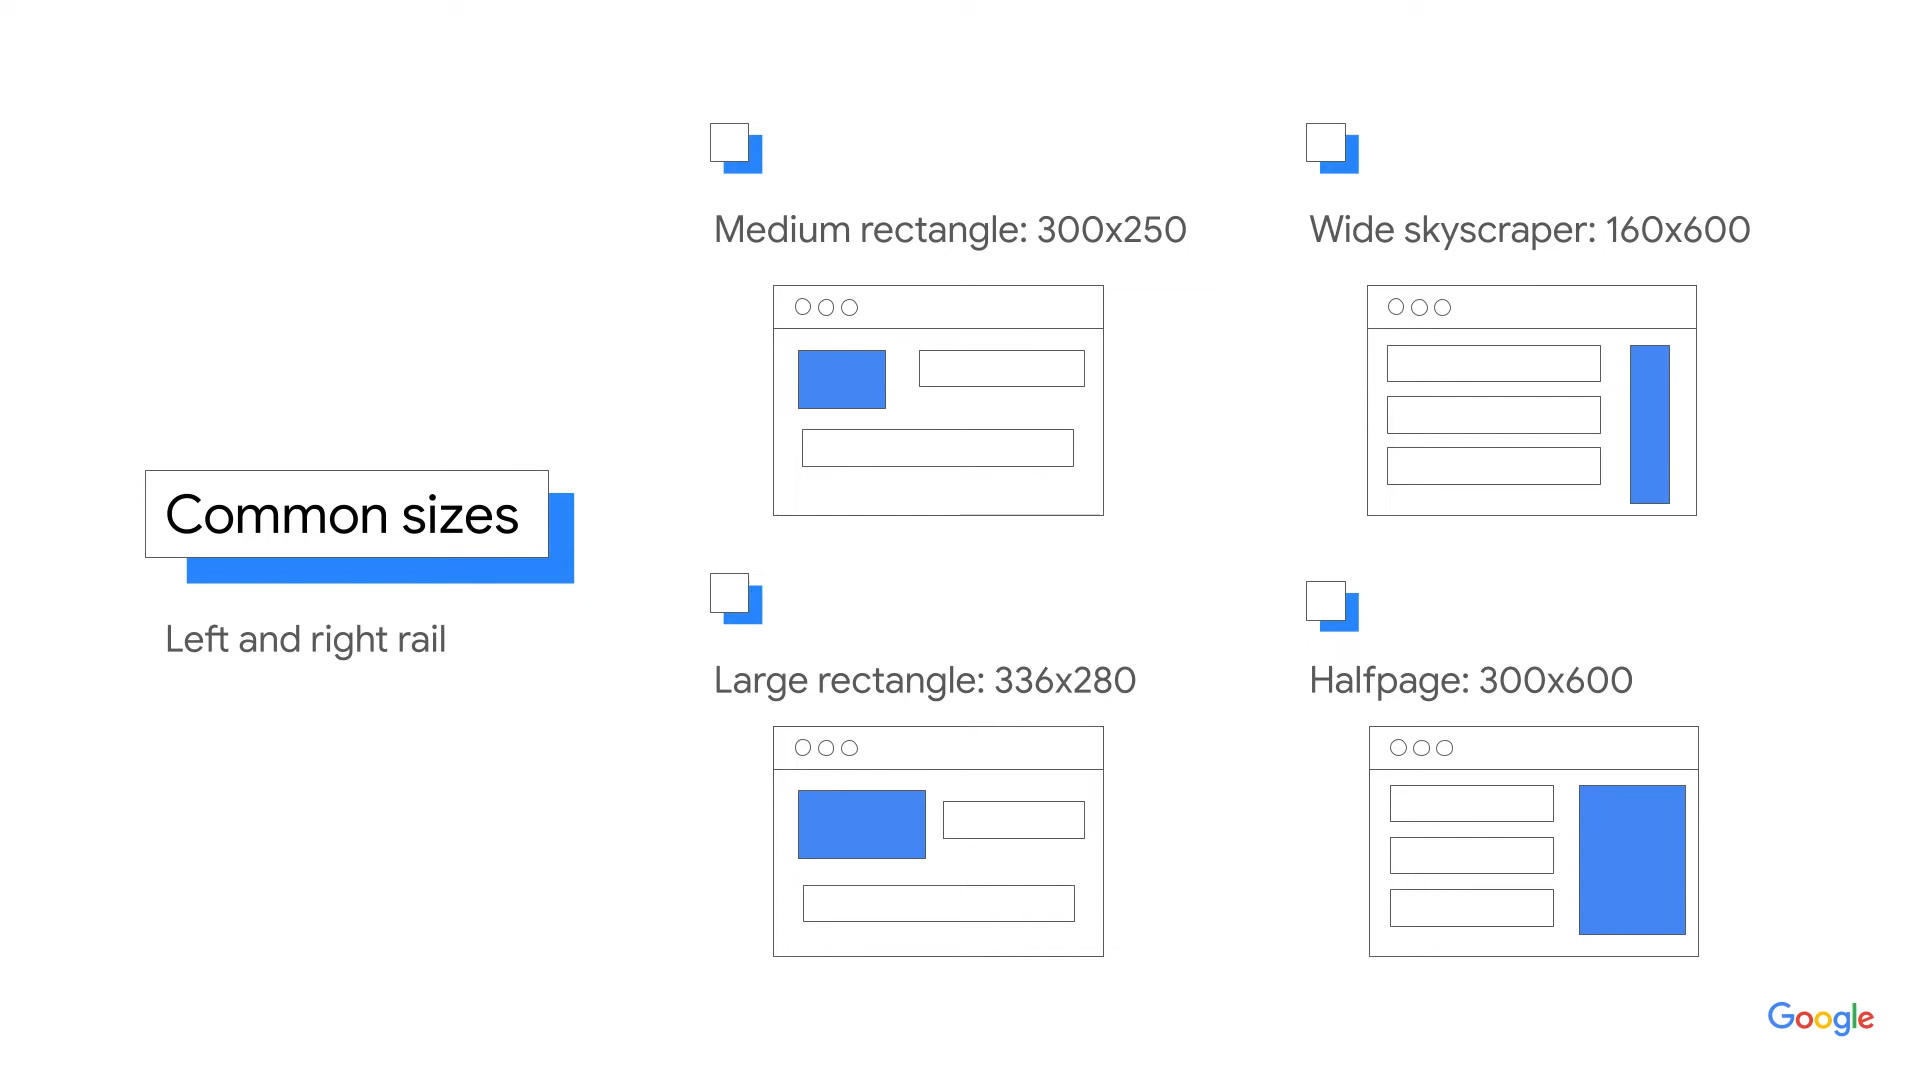 Common sizes
Left and right rail
Medium rectangle: 300x250
Wide skyscraper: 160x600
Large rectangle: 336x280
Halfpage: 300x600
Google